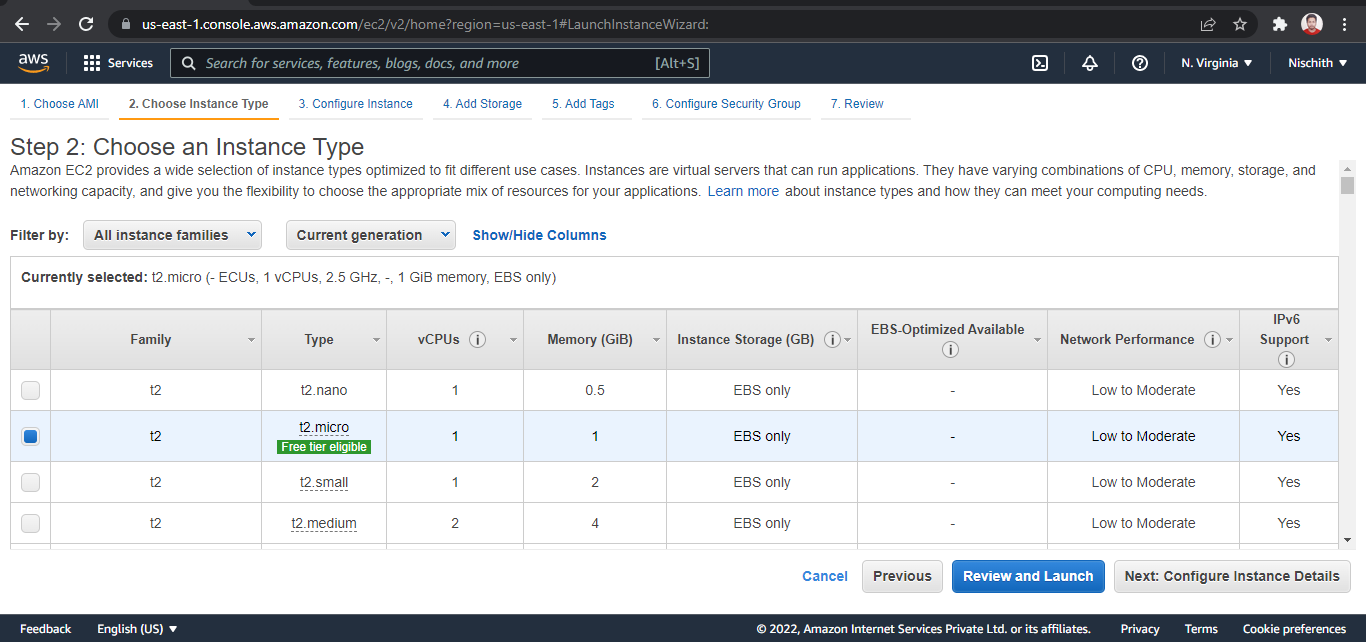 us-east-1.console.aws.amazon.com/ec2/v2/home?region=us-east-1#LaunchInstanceWizard:
aws Services Search for services, features, blogs, docs, and more [Alt+S] N. Virginia Nischith
1. Choose AMI 2. Choose Instance Type 3. Configure Instance 4. Add Storage 5. Add Tags 6. Configure Security Group 7. Review
Step 2: Choose an Instance Type
Amazon EC2 provides a wide selection of instance types optimized to fit different use cases. Instances are virtual servers that can run applications. They have varying combinations of CPU, memory, storage, and
networking capacity, and give you the flexibility to choose the appropriate mix of resources for your applications. Learn more about instance types and how they can meet your computing needs.
Filter by: All instance families Current generation Show/Hide Columns
Currently selected: t2.micro (- ECUs, 1 vCPUs, 2.5 GHz, -, 1 GiB memory, EBS only)
Family Type vCPUs Memory (GiB) Instance Storage (GB) EBS-Optimized Available Network Performance IPv6 Support
t2 t2.nano 1 0.5 EBS only - Low to Moderate Yes
t2 t2.micro 1 1 EBS only - Low to Moderate Yes
Free tier eligible
t2 t2.small 1 2 EBS only - Low to Moderate Yes
t2 t2.medium 2 4 EBS only - Low to Moderate Yes
Cancel Previous Review and Launch Next: Configure Instance Details
Feedback English (US) © 2022, Amazon Internet Services Private Ltd. or its affiliates. Privacy Terms Cookie preferences